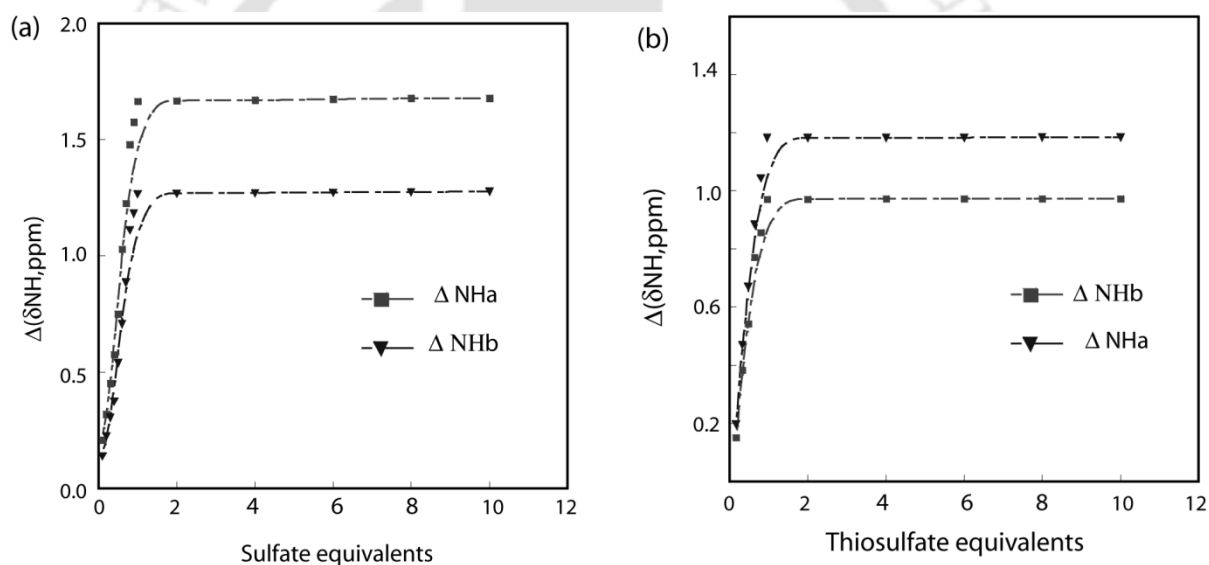 (a)
2.0
1.5
1.0
0.5
0.0
0
2
4
6
8
10
12
Δ(δNH,ppm)
Sulfate equivalents
Δ NHa
Δ NHb
(b)
1.4
1.0
0.6
0.2
0
2
4
6
8
10
12
Δ(δNH,ppm)
Thiosulfate equivalents
Δ NHb
Δ NHa